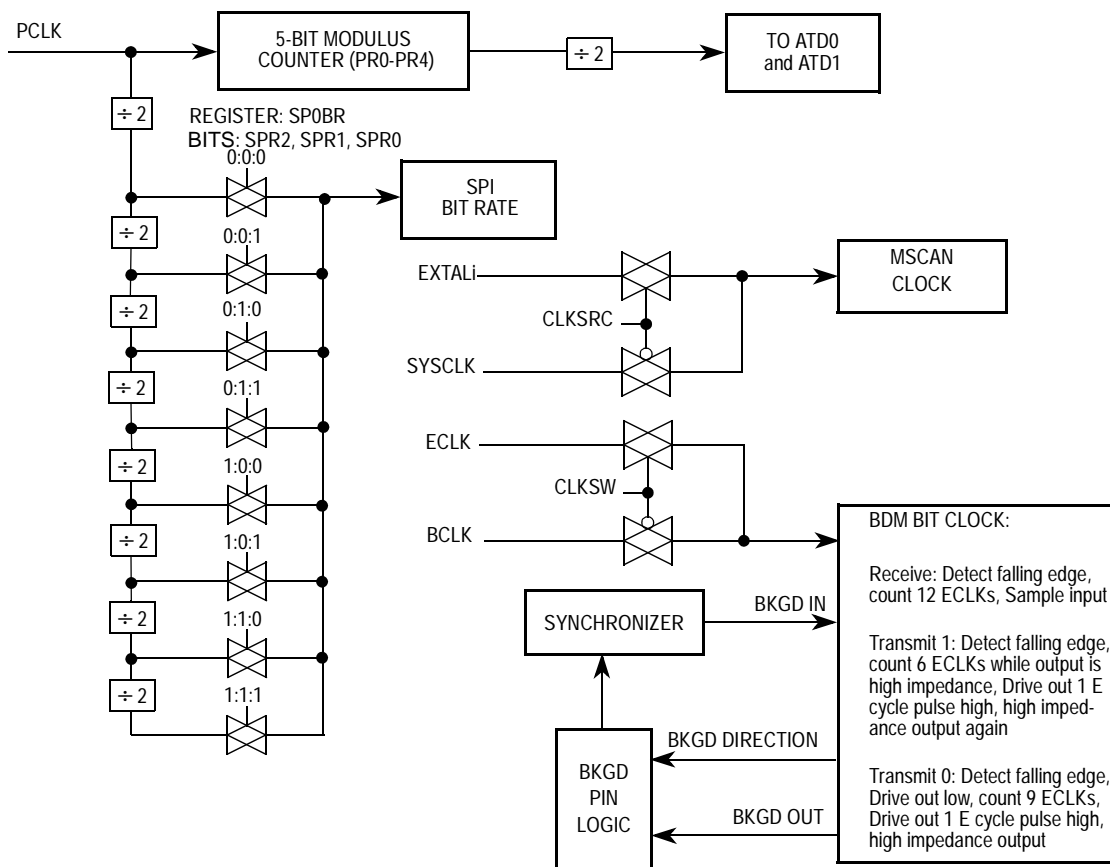 PCLK
5-BIT MODULUS
COUNTER (PR0-PR4)
÷ 2
TO ATD0
and ATD1
÷ 2
REGISTER: SP0BR
BITS: SPR2, SPR1, SPR0
0:0:0
SPI
BIT RATE
÷ 2
0:0:1
EXTALi
MSCAN
CLOCK
÷ 2
0:1:0
CLKSRC
SYSCLK
÷ 2
0:1:1
ECLK
÷ 2
1:0:0
CLKSW
BCLK
÷ 2
1:0:1
÷ 2
1:1:0
÷ 2
1:1:1
SYNCHRONIZER
BKGD IN
BKGD DIRECTION
BKGD OUT
BKGD
PIN
LOGIC
BDM BIT CLOCK:
Receive: Detect falling edge,
count 12 ECLKs, Sample input
Transmit 1: Detect falling edge,
count 6 ECLKs while output is
high impedance, Drive out 1 E
cycle pulse high, high imped-
ance output again
Transmit 0: Detect falling edge,
Drive out low, count 9 ECLKs,
Drive out 1 E cycle pulse high,
high impedance output